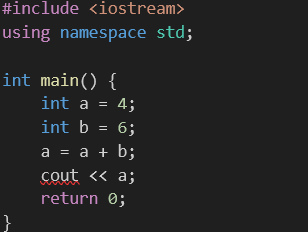 #include <iostream>
using namespace std;

int main() {
    int a = 4;
    int b = 6;
    a = a + b;
    cout << a;
    return 0;
}